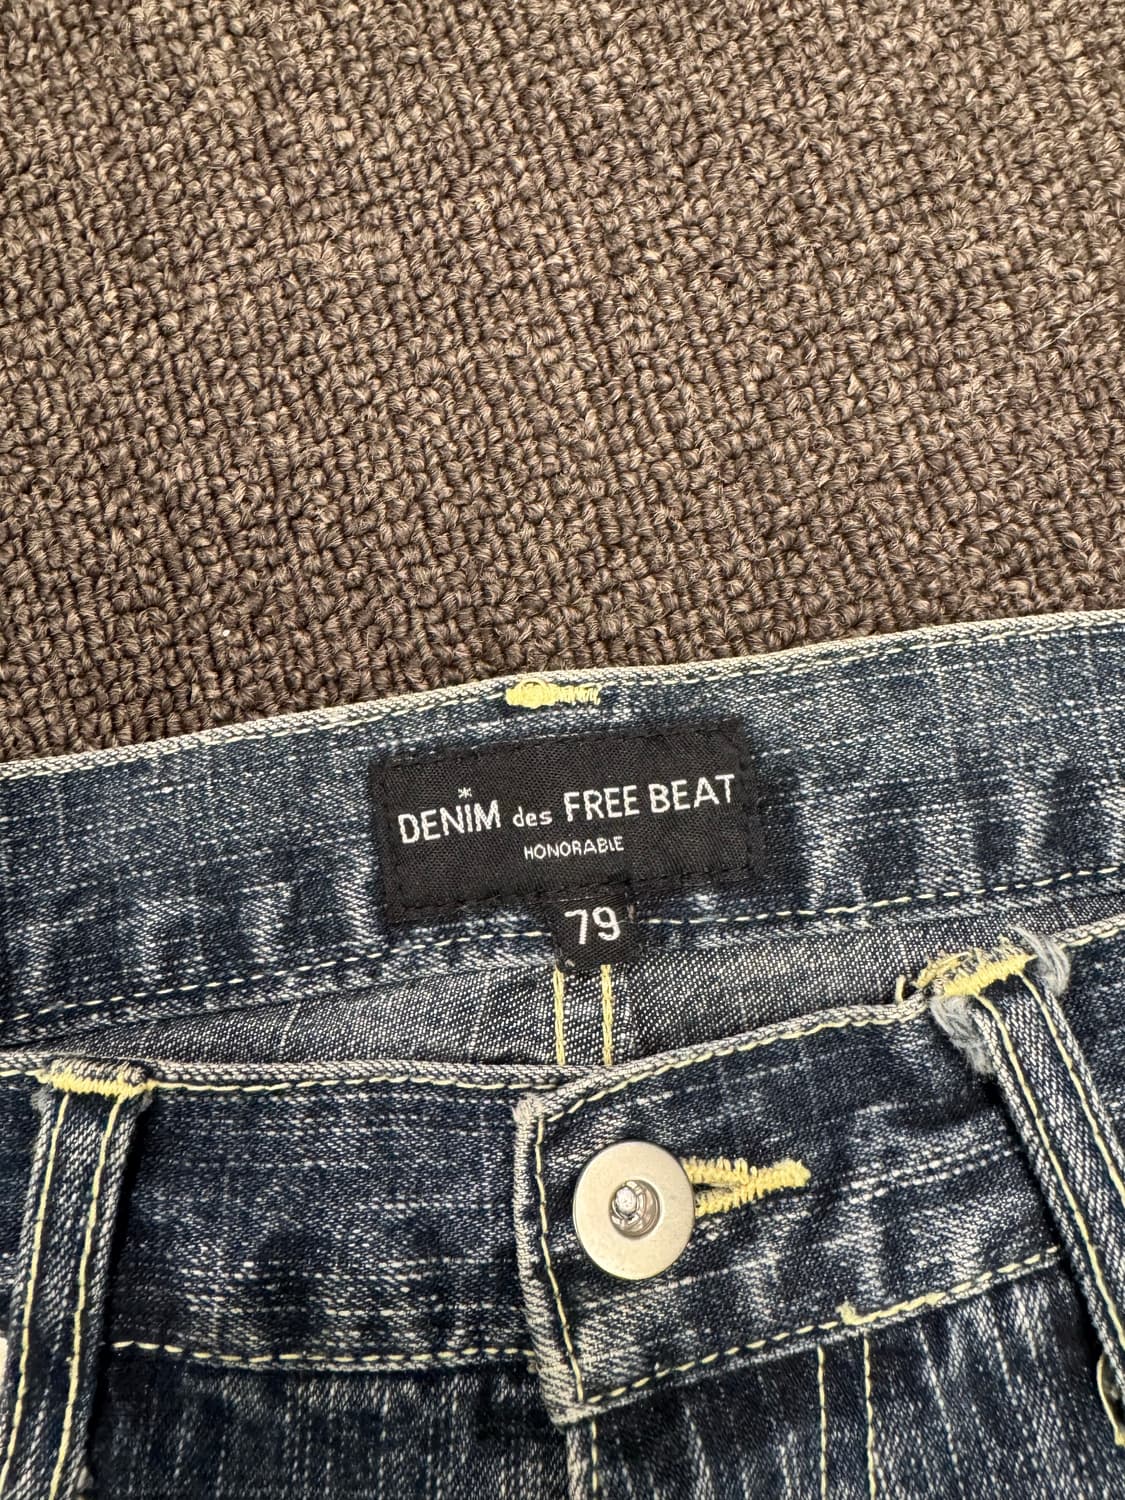 DENIM des FREE BEAT
HONORABLE
79